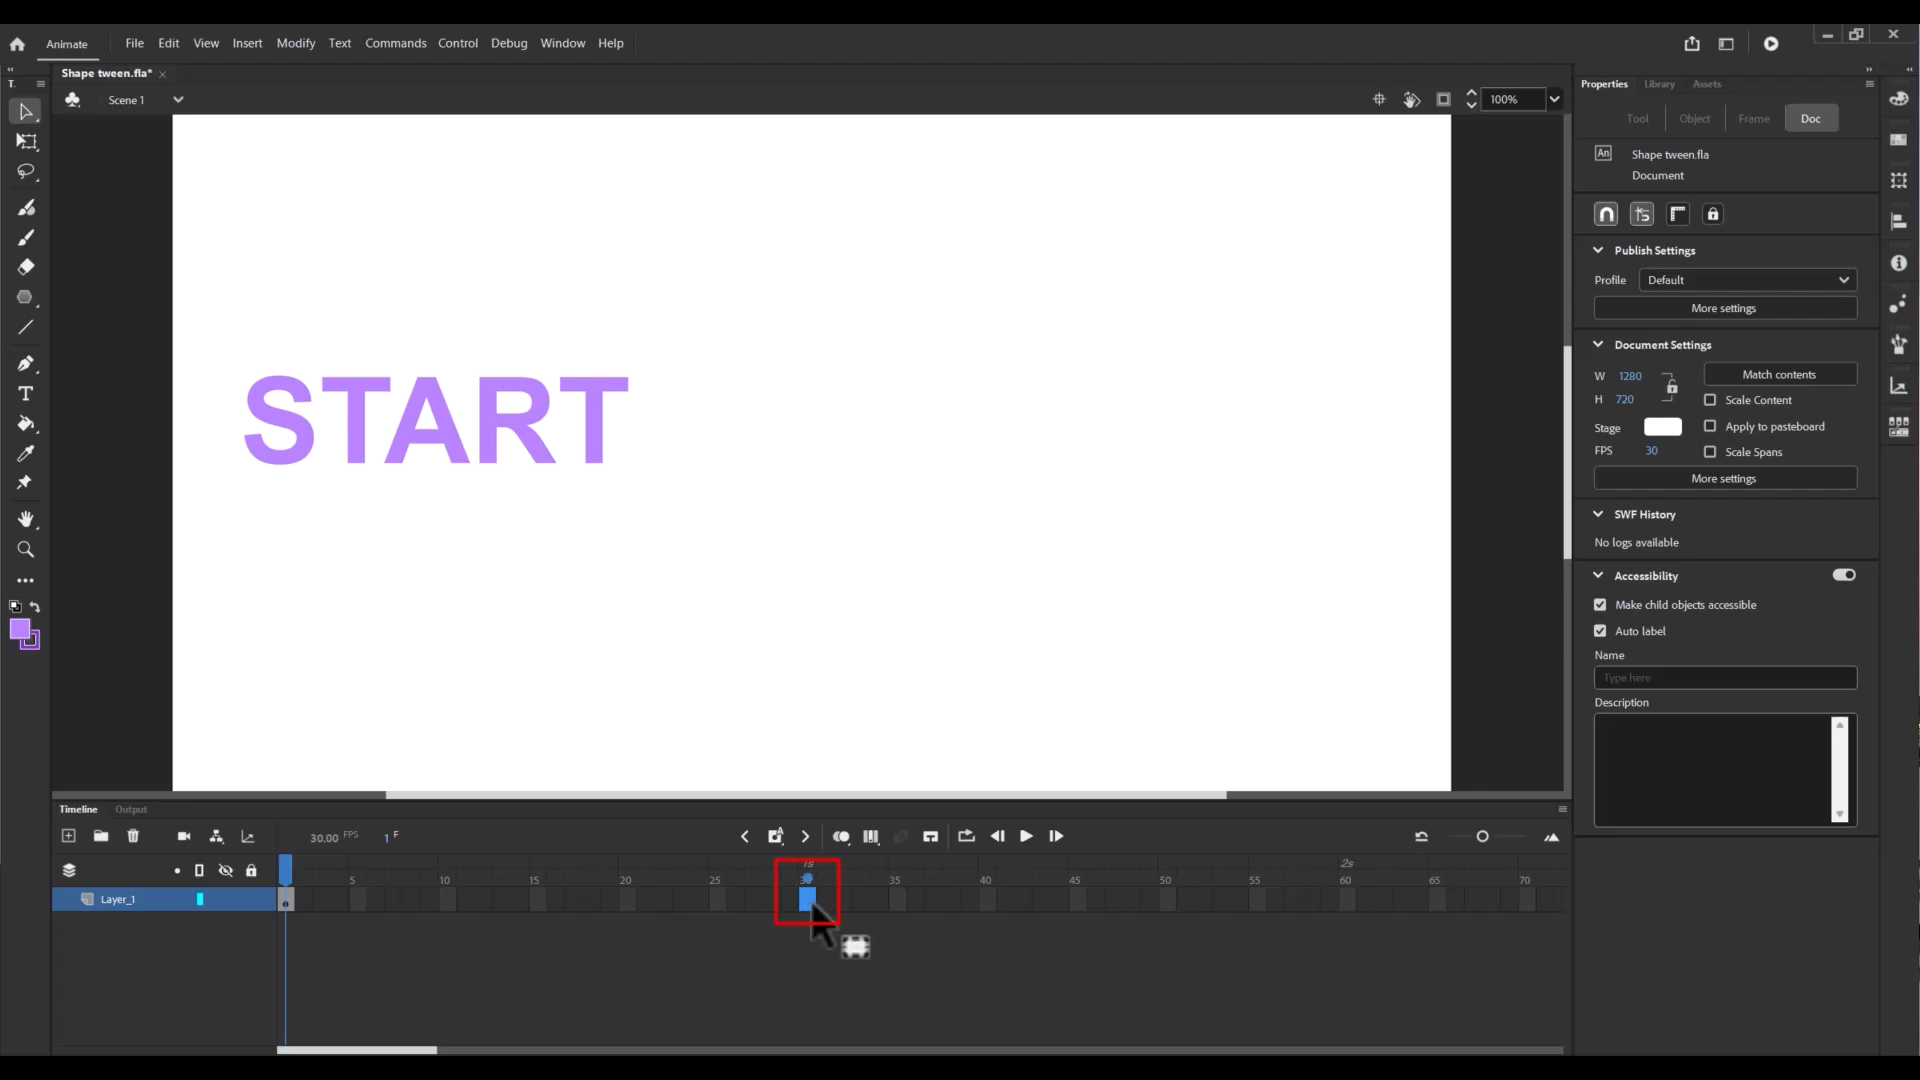 Animate File Edit View Insert Modify Text Commands Control Debug Window Help
Shape tween.fla*
T.
Scene 1
100%
START
Properties Library Assets
Tool Object Frame Doc
An Shape tween.fla
Document
Publish Settings
Profile Default
More settings
Document Settings
W 1280 Match contents
H 720 Scale Content
Stage Apply to pasteboard
FPS 30 Scale Spans
More settings
SWF History
No logs available
Accessibility
Make child objects accessible
Auto label
Name
Type here
Description
Timeline Output
30.00 FPS 1 F
1s 2s
5 10 15 20 25 30 35 40 45 50 55 60 65 70
Layer_1